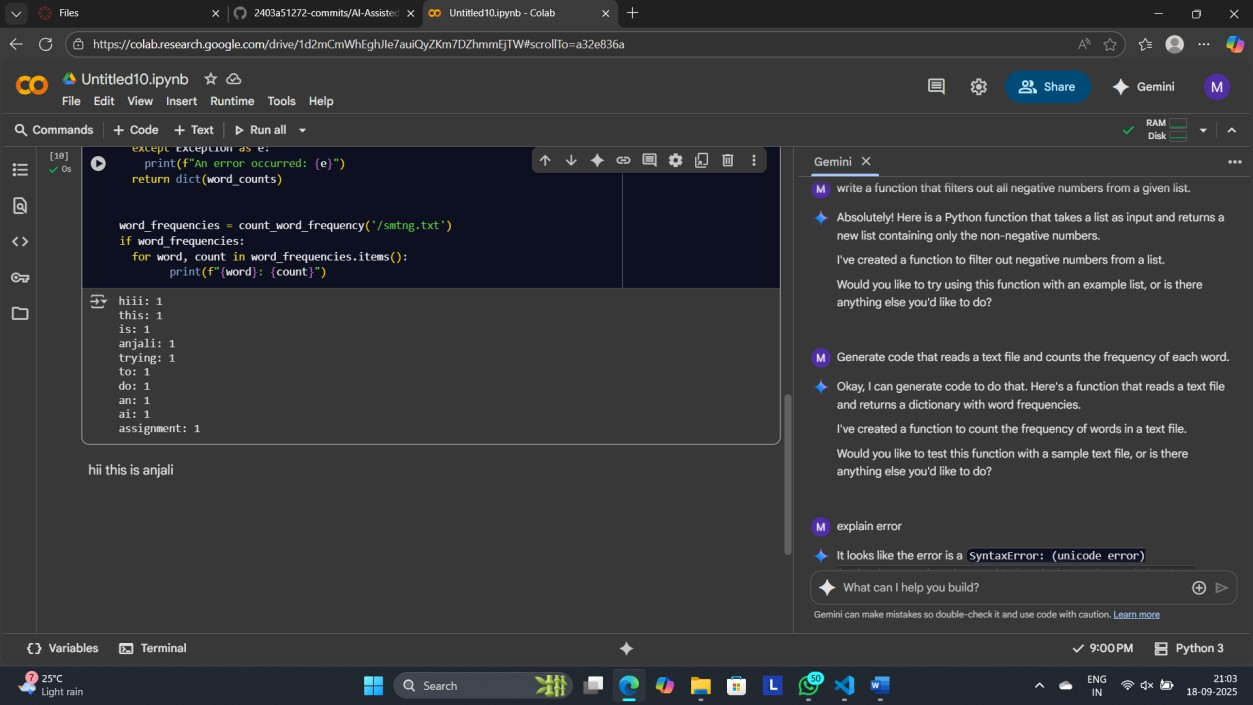 Files
2403a51272-commits/AI-Assisted
Untitled10.ipynb - Colab
https://colab.research.google.com/drive/1d2mCmWhEghJIe7auiQyZKm7DZhmmEjTW#scrollTo=a32e836a
Untitled10.ipynb
File Edit View Insert Runtime Tools Help
Share
Gemini
M
Commands + Code + Text Run all
RAM
Disk
[10]
0s
except Exception as e:
print(f"An error occurred: {e}")
return dict(word_counts)
word_frequencies = count_word_frequency('/smtng.txt')
if word_frequencies:
for word, count in word_frequencies.items():
print(f"{word}: {count}")
hiii: 1
this: 1
is: 1
anjali: 1
trying: 1
to: 1
do: 1
an: 1
ai: 1
assignment: 1
hii this is anjali
Gemini
M write a function that filters out all negative numbers from a given list.
Absolutely! Here is a Python function that takes a list as input and returns a
new list containing only the non-negative numbers.
I've created a function to filter out negative numbers from a list.
Would you like to try using this function with an example list, or is there
anything else you'd like to do?
M Generate code that reads a text file and counts the frequency of each word.
Okay, I can generate code to do that. Here's a function that reads a text file
and returns a dictionary with word frequencies.
I've created a function to count the frequency of words in a text file.
Would you like to test this function with a sample text file, or is there
anything else you'd like to do?
M explain error
It looks like the error is a SyntaxError: (unicode error)
What can I help you build?
Gemini can make mistakes so double-check it and use code with caution. Learn more
Variables Terminal
9:00 PM Python 3
7
25°C
Light rain
Search
L
50
ENG
IN
21:03
18-09-2025